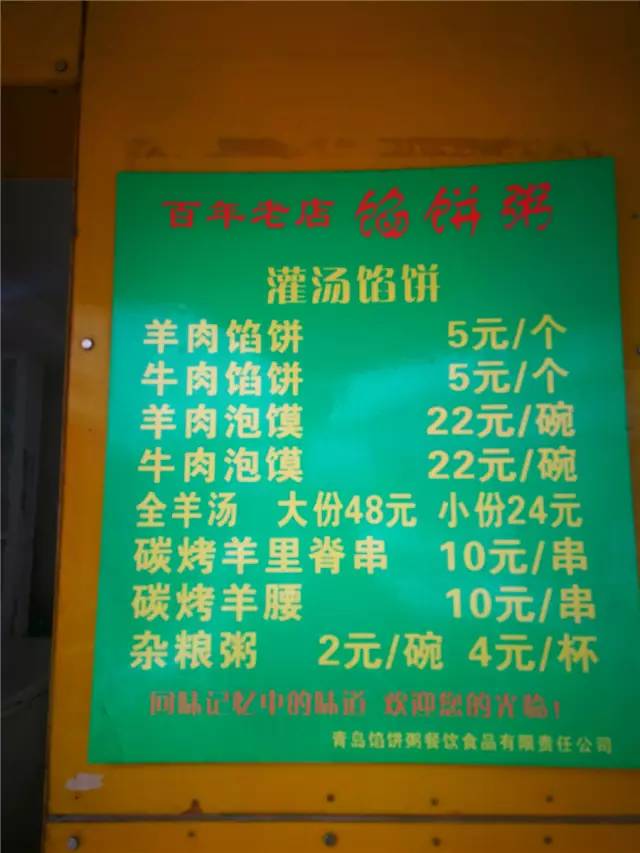 百年老店 馅饼粥
灌汤馅饼
羊肉馅饼 5元/个
牛肉馅饼 5元/个
羊肉泡馍 22元/碗
牛肉泡馍 22元/碗
全羊汤 大份48元 小份24元
碳烤羊里脊串 10元/串
碳烤羊腰 10元/串
杂粮粥 2元/碗 4元/杯
回味记忆中的味道 欢迎您的光临!
青岛馅饼粥餐饮食品有限责任公司